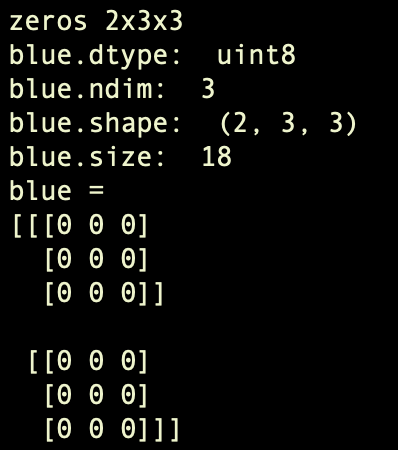 zeros 2x3x3
blue.dtype:  uint8
blue.ndim:  3
blue.shape:  (2, 3, 3)
blue.size:  18
blue =
[[[0 0 0]
  [0 0 0]
  [0 0 0]]

 [[0 0 0]
  [0 0 0]
  [0 0 0]]]